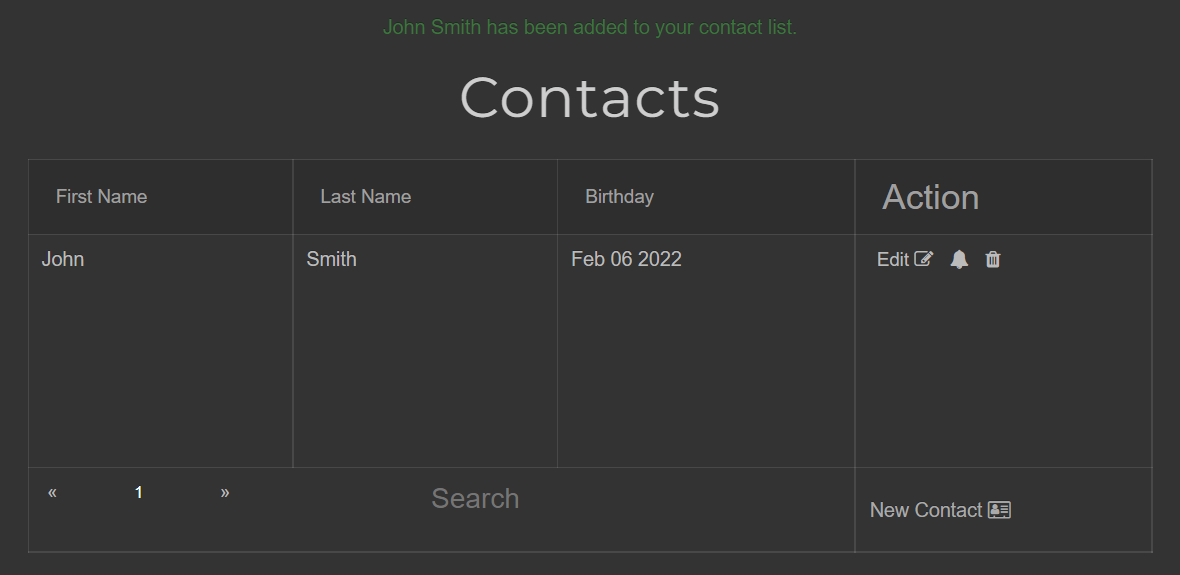 John Smith has been added to your contact list.
Contacts
First Name Last Name Birthday Action
John Smith Feb 06 2022 Edit
« 1 » Search
New Contact